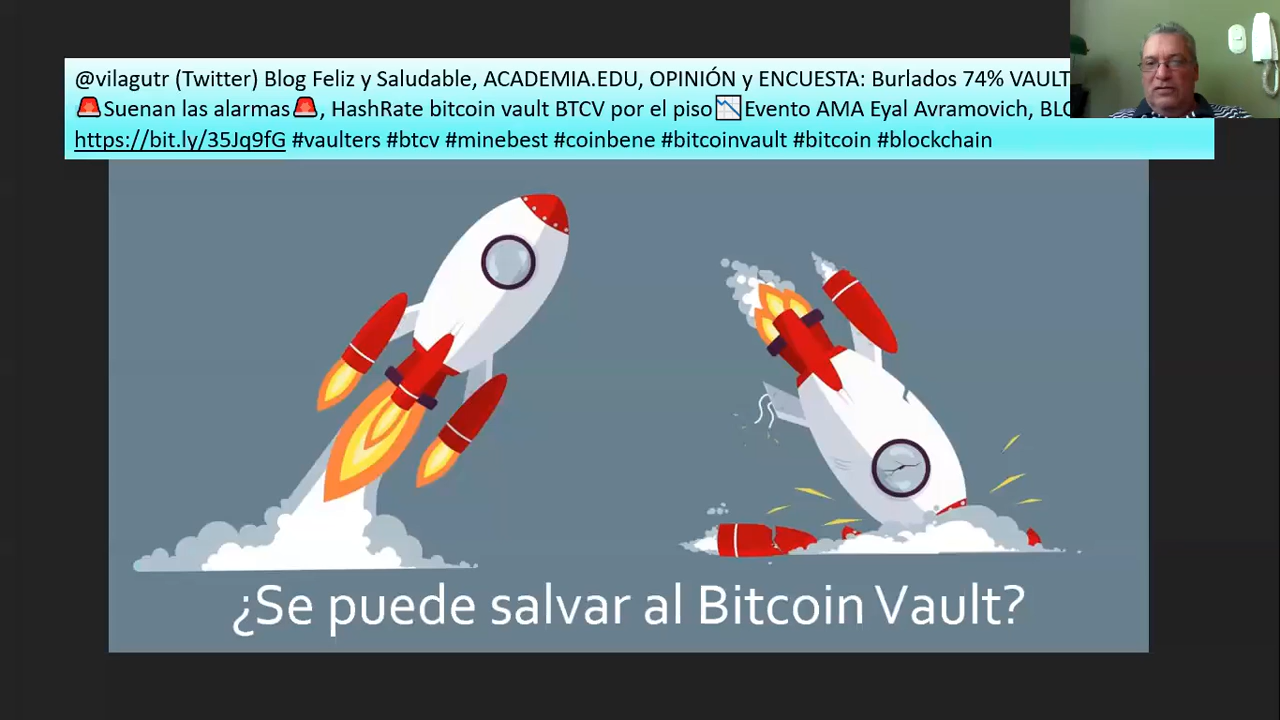 @vilagutr (Twitter) Blog Feliz y Saludable, ACADEMIA.EDU, OPINIÓN y ENCUESTA: Burlados 74% VAULT
🚨Suenan las alarmas🚨, HashRate bitcoin vault BTCV por el piso📉Evento AMA Eyal Avramovich,
https://bit.ly/35Jq9fG #vaulters #btcv #minebest #coinbene #bitcoinvault #bitcoin #blockchain
¿Se puede salvar al Bitcoin Vault?